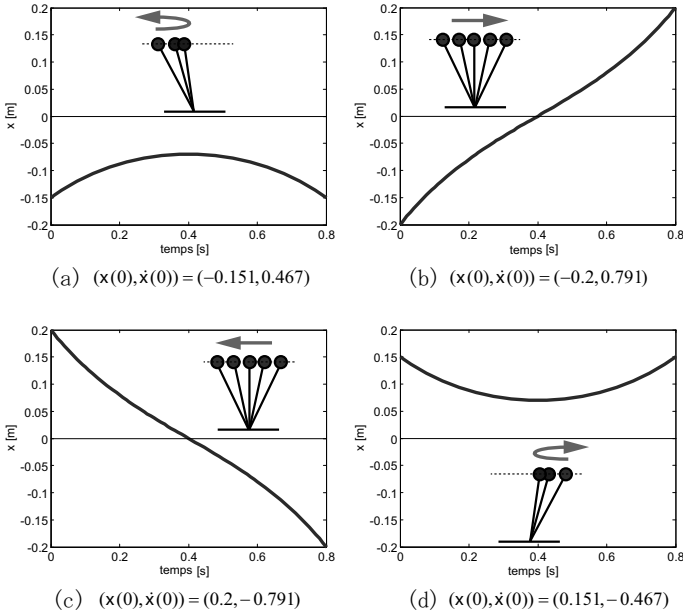 0.2
0.15
0.1
0.05
0
-0.05
-0.1
-0.15
-0.2
x [m]
0 0.2 0.4 0.6 0.8
temps [s]
(a) (x(0),ẋ(0)) = (−0.151,0.467)
0.2
0.15
0.1
0.05
0
-0.05
-0.1
-0.15
-0.2
x [m]
0 0.2 0.4 0.6 0.8
temps [s]
(b) (x(0),ẋ(0)) = (−0.2,0.791)
0.2
0.15
0.1
0.05
0
-0.05
-0.1
-0.15
-0.2
x [m]
0 0.2 0.4 0.6 0.8
temps [s]
(c) (x(0),ẋ(0)) = (0.2,−0.791)
0.2
0.15
0.1
0.05
0
-0.05
-0.1
-0.15
-0.2
x [m]
0 0.2 0.4 0.6 0.8
temps [s]
(d) (x(0),ẋ(0)) = (0.151,−0.467)